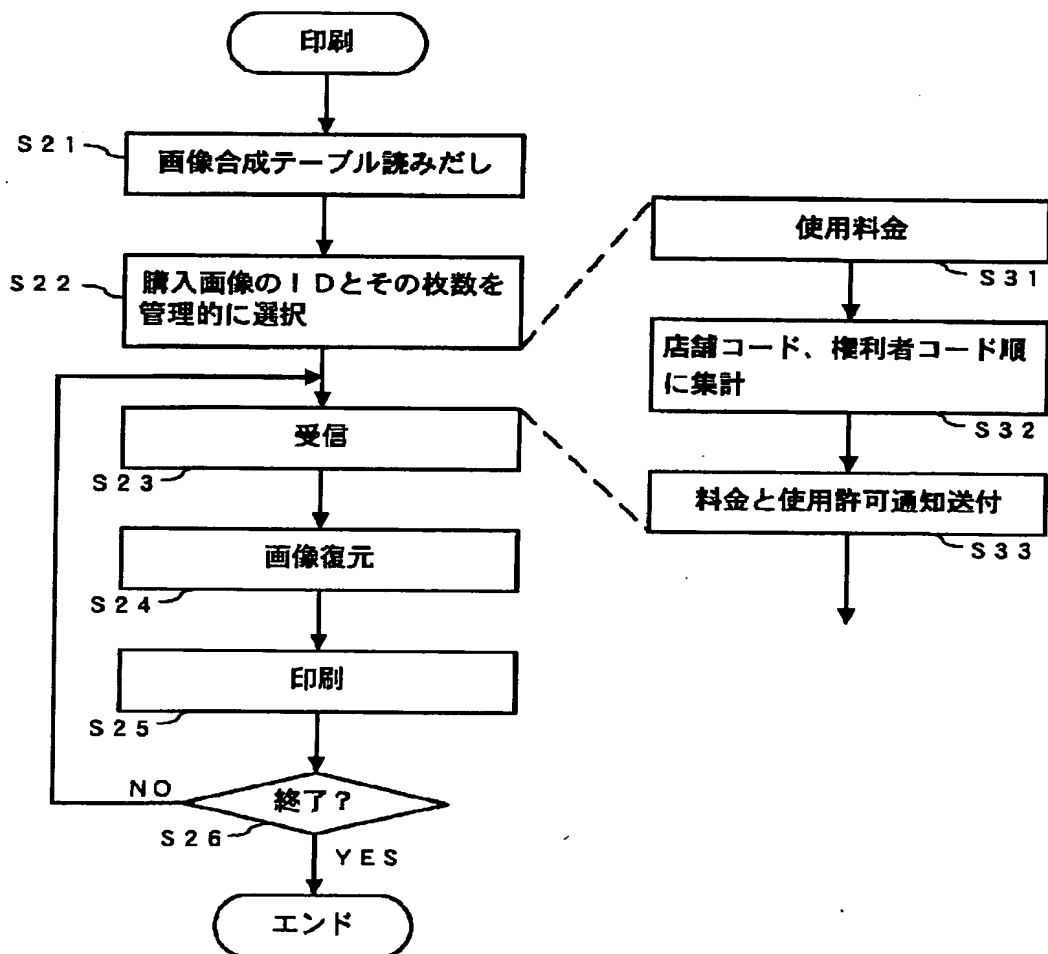 印刷
S21
画像合成テーブル読みだし
S22
購入画像のIDとその枚数を
管理的に選択
受信
S23
画像復元
S24
印刷
S25
NO
終了?
S26
YES
エンド
使用料金
S31
店舗コード、権利者コード順
に集計
S32
料金と使用許可通知送付
S33